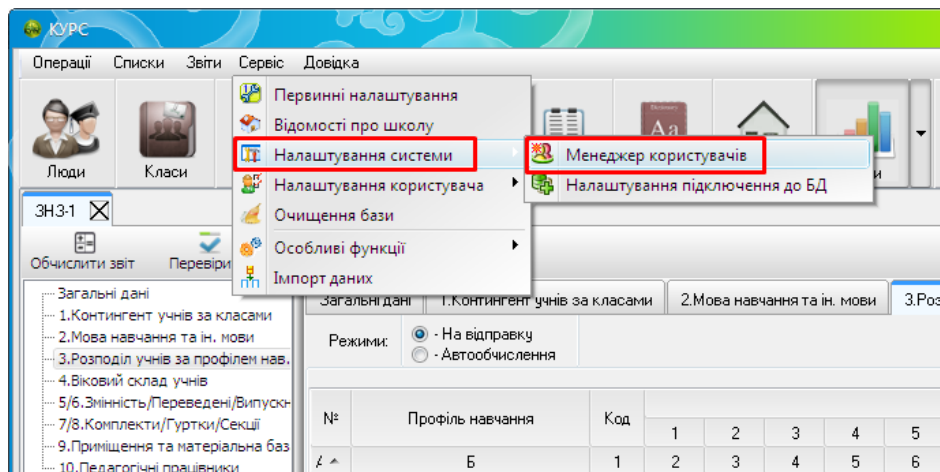 КУРС
Операції Списки Звіти Сервіс Довідка
Первинні налаштування
Відомості про школу
Налаштування системи
Налаштування користувача
Очищення бази
Особливі функції
Імпорт даних
Менеджер користувачів
Налаштування підключення до БД
Dictionary
Aa
Люди Класи
ЗНЗ-1
Обчислити звіт Перевіри
Загальні дані
1.Контингент учнів за класами
2.Мова навчання та ін. мови
3.Розподіл учнів за профілем нав.
4.Віковий склад учнів
5/6.Змінність/Переведені/Випускн
7/8.Комплекти/Гуртки/Секції
9.Приміщення та матеріальна баз
10.Педагогічні працівники
Загальні дані 1.Контингент учнів за класами 2.Мова навчання та ін. мови 3.Роз
Режими: - На відправку
- Автообчислення
№ Профіль навчання Код
1 2 3 4 5
Б 1 2 3 4 5 6